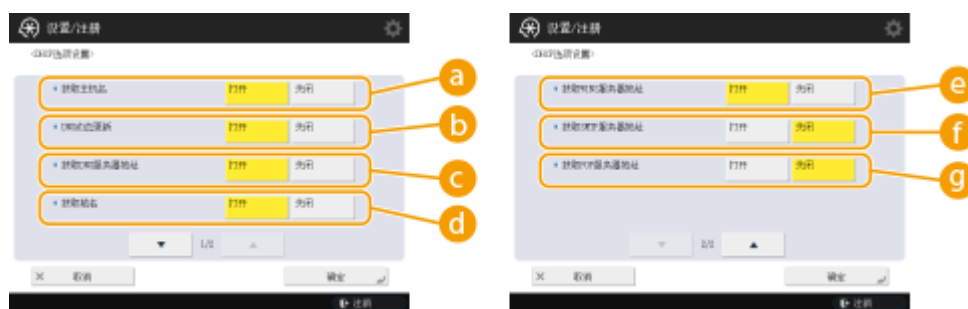 设置/注册
<DHCP选项设置>
获取主机名 打开 关闭
a
DNS动态更新 打开 关闭
b
获取DNS服务器地址 打开 关闭
c
获取域名 打开 关闭
d
1/2
取消 确定
注销
设置/注册
<DHCP选项设置>
获取WINS服务器地址 打开 关闭
e
获取SMTP服务器地址 打开 关闭
f
获取POP服务器地址 打开 关闭
g
2/2
取消 确定
注销